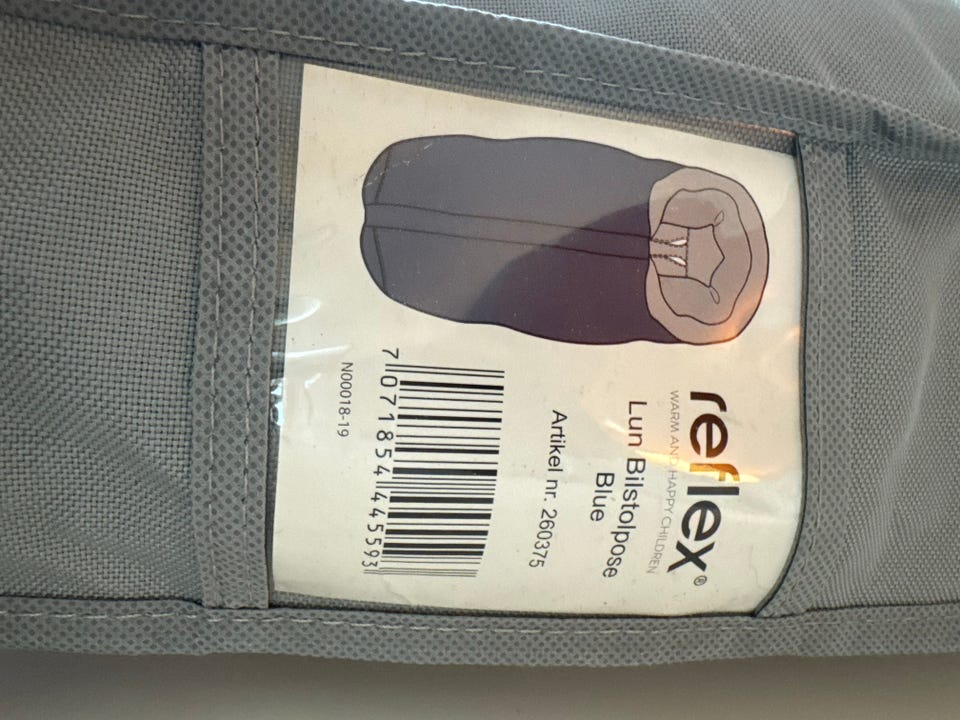 reflex®
WARM AND HAPPY CHILDREN
Lun Bilstolpose
Blue
Artikel nr. 260375
7 071854 445593
N00018-19